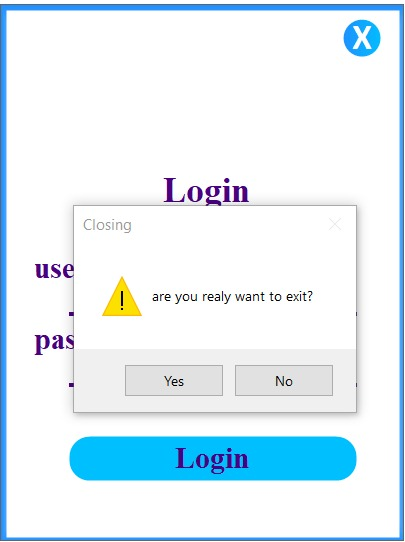 X
Login
Closing
use
are you realy want to exit?
pas
Yes No
Login